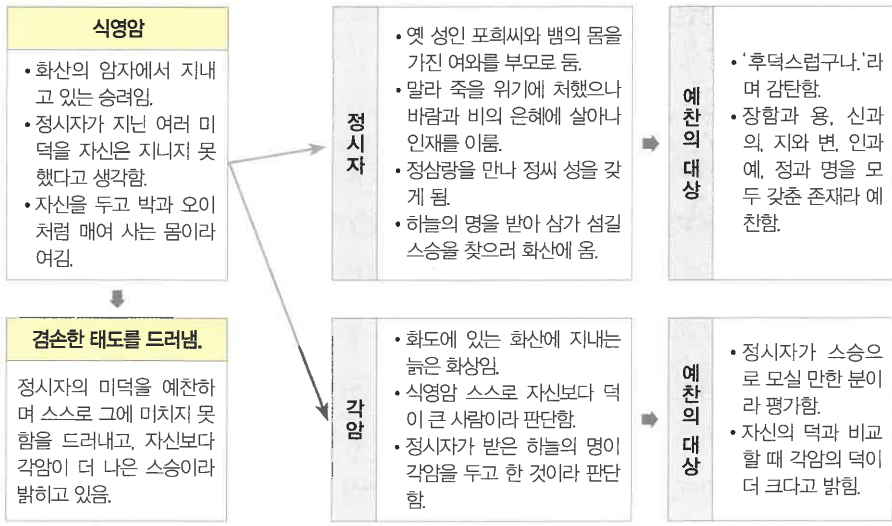 식영암
• 화산의 암자에서 지내
고 있는 승려임.
• 정시자가 지닌 여러 미
덕을 자신은 지니지 못
했다고 생각함.
• 자신을 두고 박과 오이
처럼 매여 사는 몸이라
여김.
겸손한 태도를 드러냄.
정시자의 미덕을 예찬하
며 스스로 그에 미치지 못
함을 드러내고, 자신보다
각암이 더 나은 스승이라
밝히고 있음.
정시자
• 옛 성인 포희씨와 뱀의 몸을
가진 여와를 부모로 둠.
• 말라 죽을 위기에 처했으나
바람과 비의 은혜에 살아나
인재를 이룸.
• 정삼랑을 만나 정씨 성을 갖
게 됨.
• 하늘의 명을 받아 삼가 섬길
스승을 찾으러 화산에 옴.
예찬의 대상
• ‘후덕스럽구나.’라
며 감탄함.
• 장함과 용, 신과
의, 지와 변, 인과
예, 정과 명을 모
두 갖춘 존재라 예
찬함.
각암
• 화도에 있는 화산에 지내는
늙은 화상임.
• 식영암 스스로 자신보다 덕
이 큰 사람이라 판단함.
• 정시자가 받은 하늘의 명이
각암을 두고 한 것이라 판단
함.
예찬의 대상
• 정시자가 스승으
로 모실 만한 분이
라 평가함.
• 자신의 덕과 비교
할 때 각암의 덕이
더 크다고 밝힘.